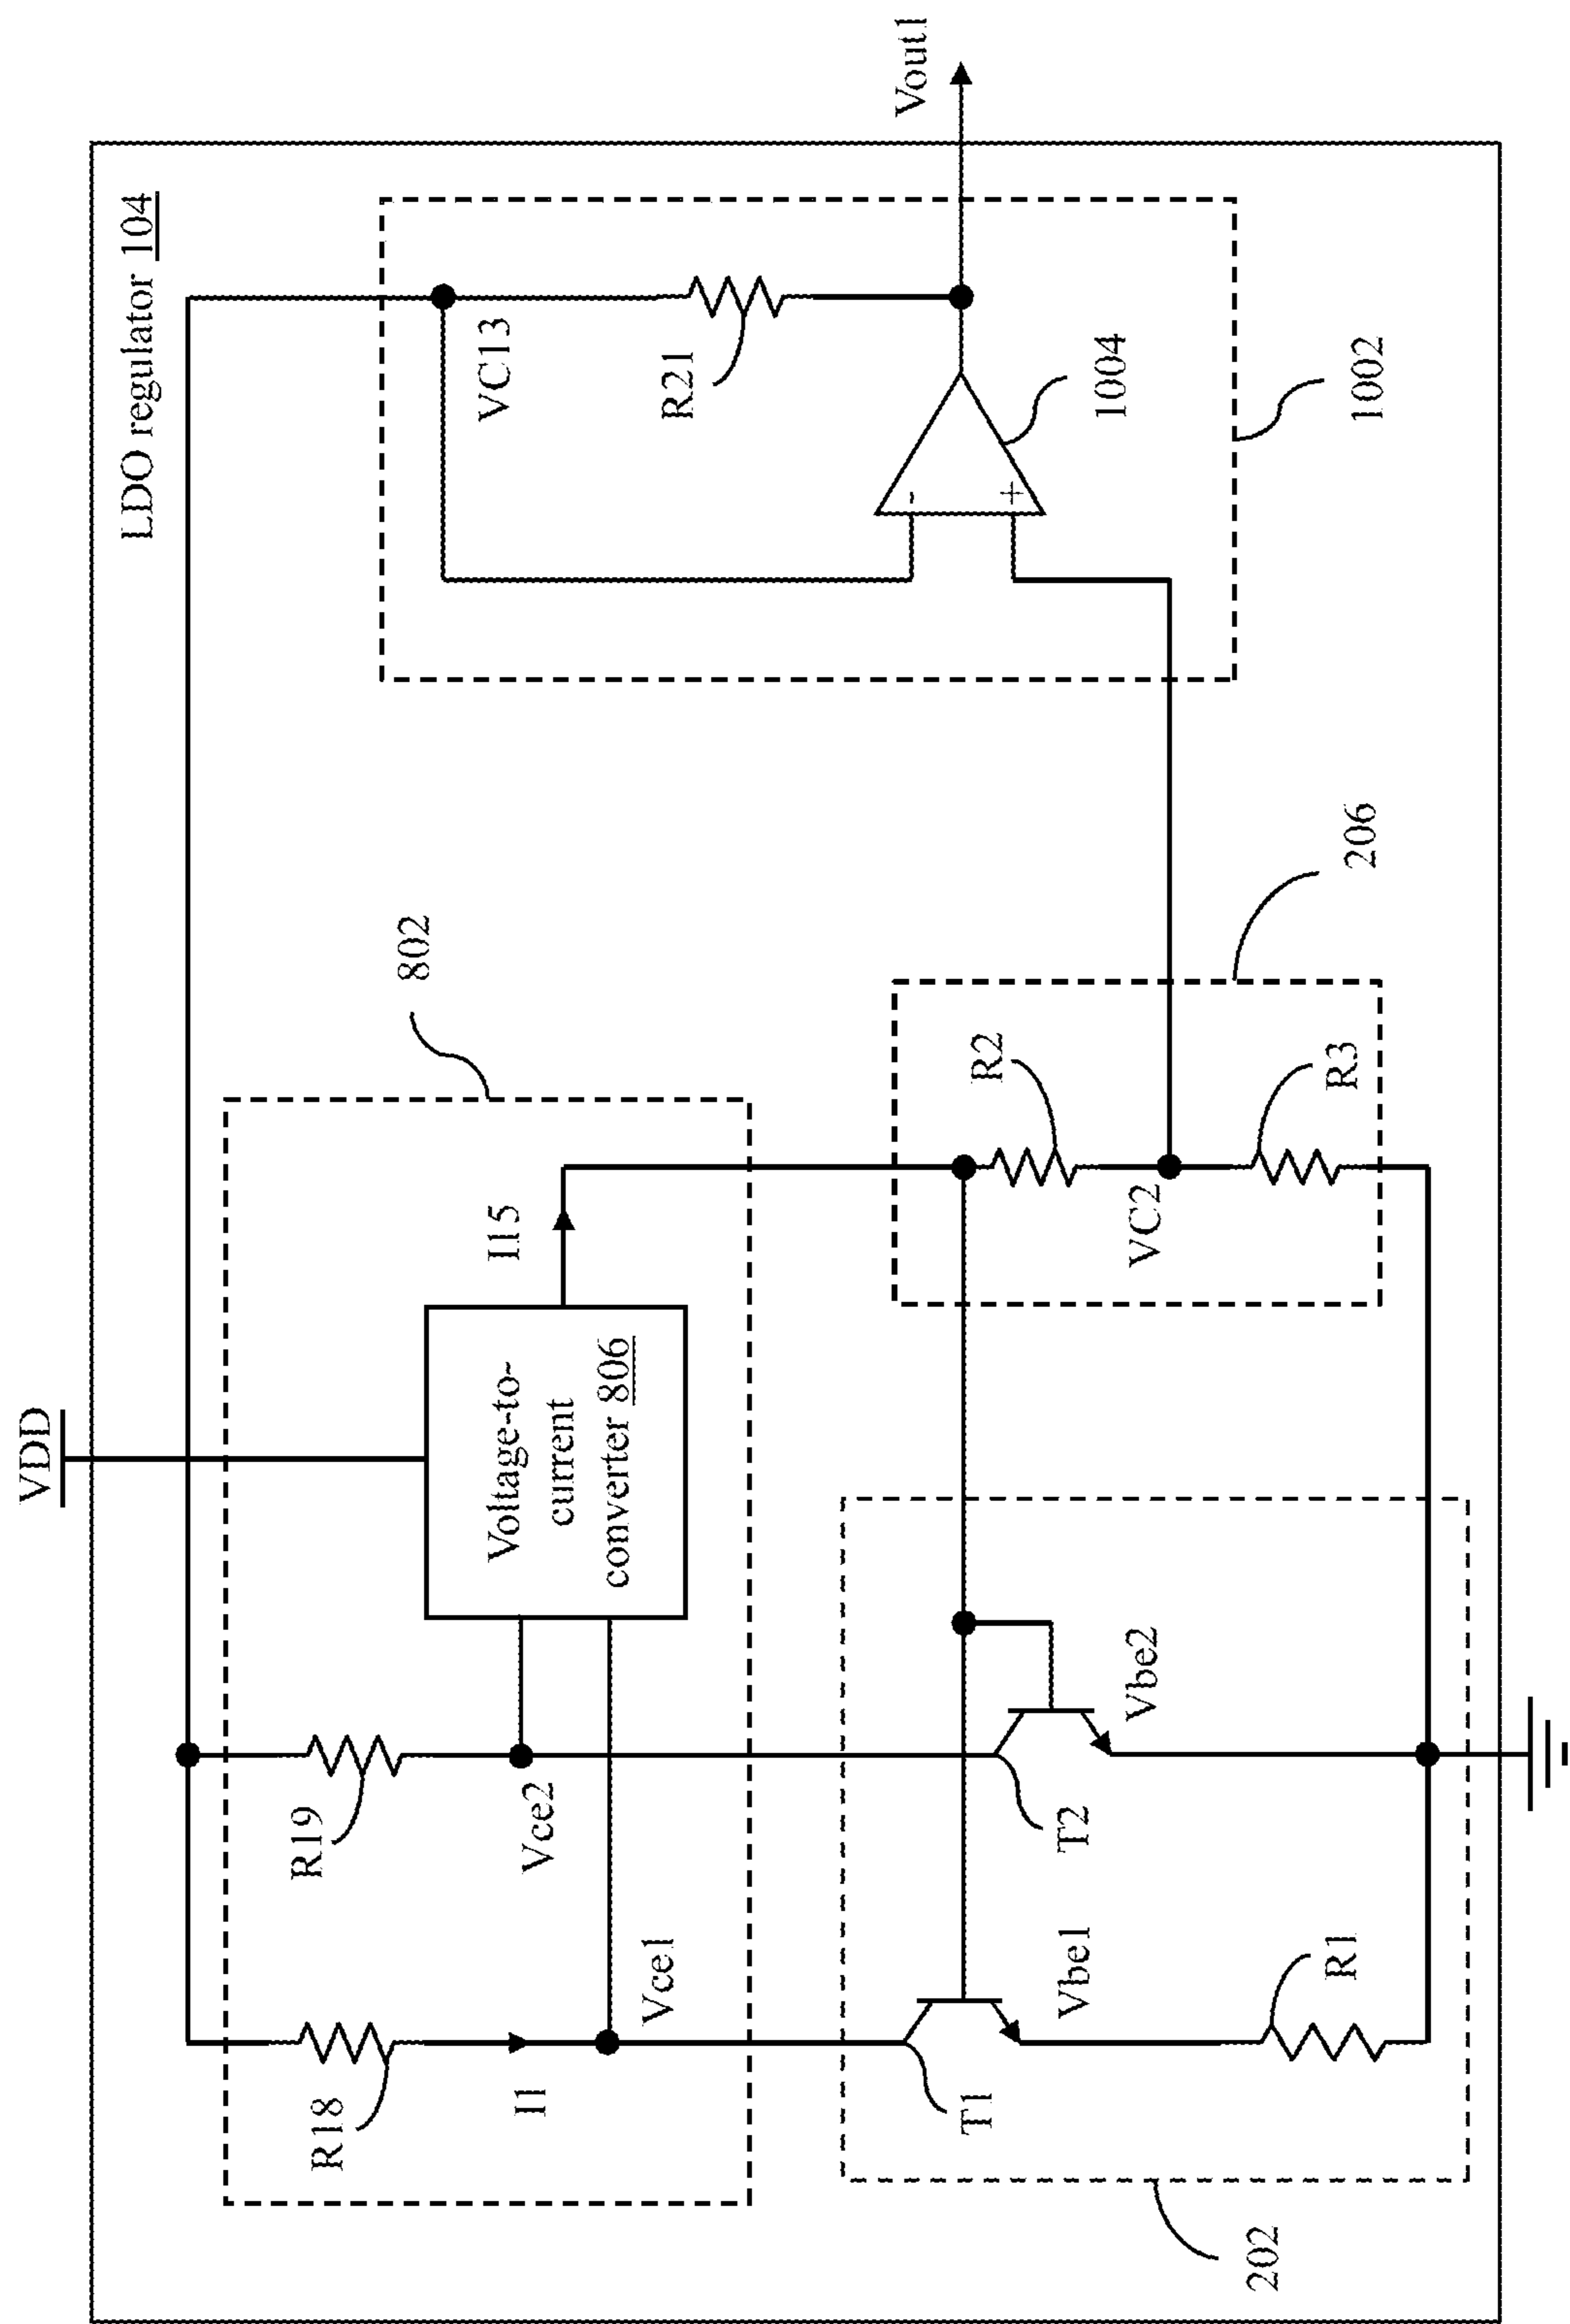 VDD
LDO regulator 104
802
R18
R19
I1
Vce1
Vce2
Voltage-to-
current
converter 806
I15
VC13
R21
Vout1
1004
1002
T1
T2
Vbe1
Vbe2
R1
R2
VC2
R3
206
202
-
+